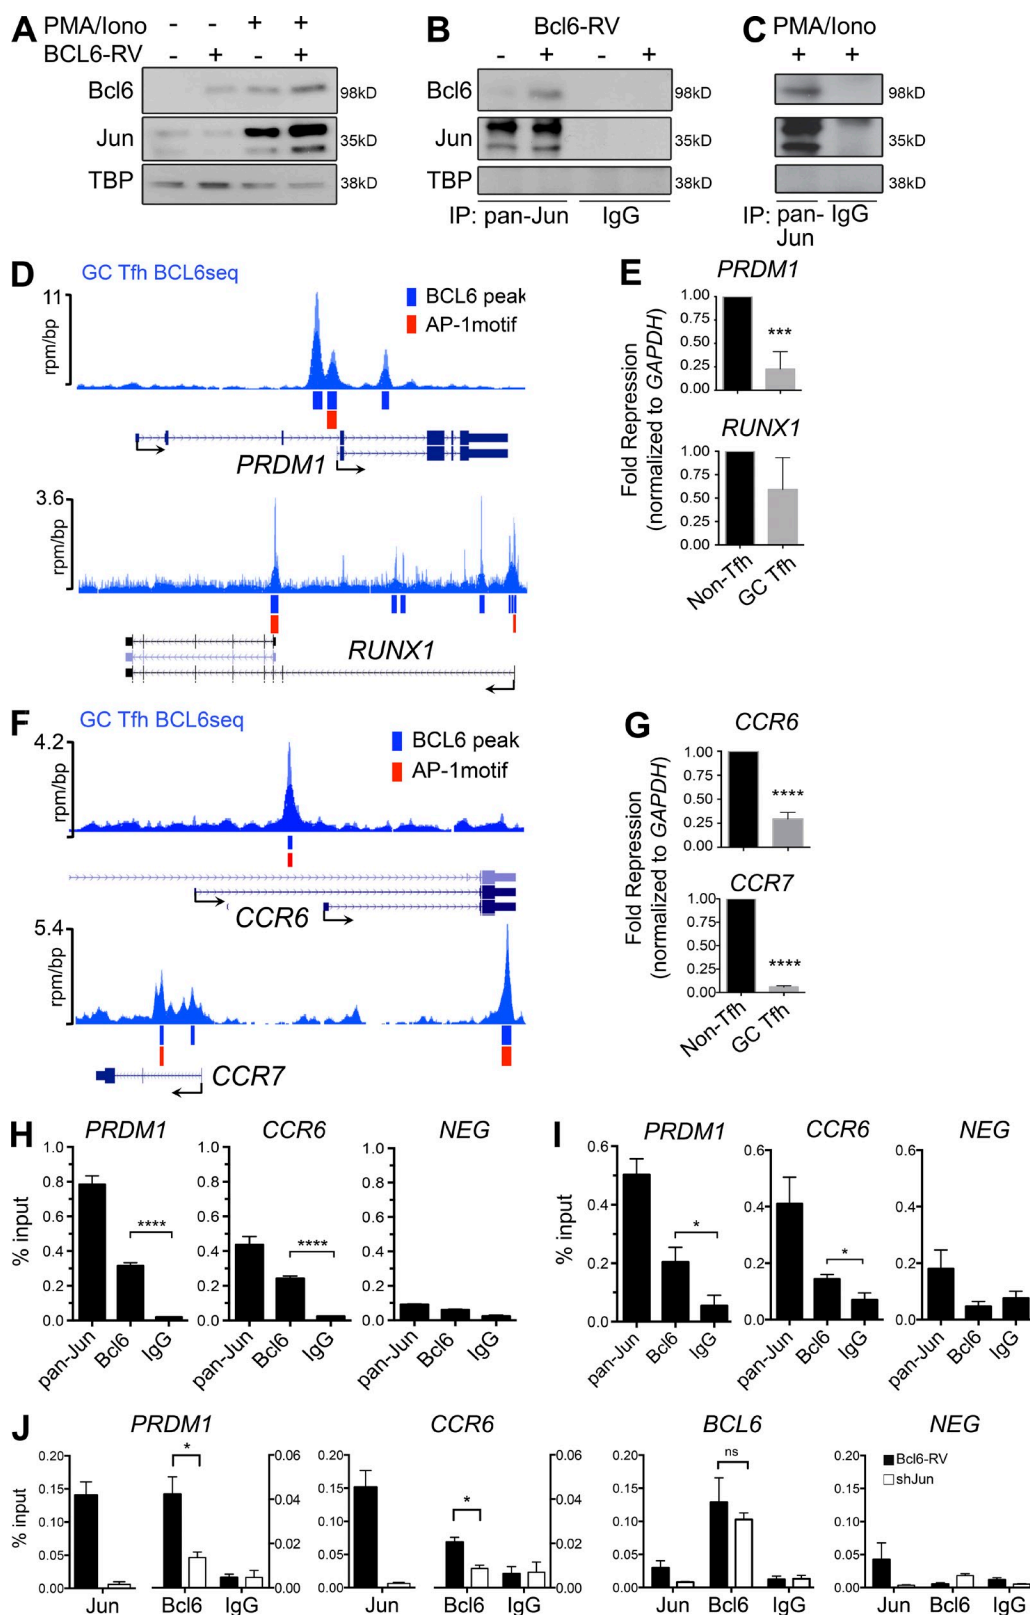 A PMA/Iono - - + +
BCL6-RV - + - +
Bcl6 98kD
Jun 35kD
TBP 38kD
B Bcl6-RV
- + - +
Bcl6 98kD
Jun 35kD
TBP 38kD
IP: pan-Jun IgG
C PMA/Iono
+ +
98kD
35kD
38kD
IP: pan- IgG
Jun
D GC Tfh BCL6seq
11
rpm/bp
BCL6 peak
AP-1motif
PRDM1
3.6
rpm/bp
RUNX1
E PRDM1
Fold Repression
(normalized to GAPDH)
1.00
0.75
0.50
0.25
0.00
***
RUNX1
1.00
0.75
0.50
0.25
0.00
Non-Tfh
GC Tfh
F GC Tfh BCL6seq
4.2
rpm/bp
BCL6 peak
AP-1motif
CCR6
5.4
rpm/bp
CCR7
G CCR6
Fold Repression
(normalized to GAPDH)
1.00
0.75
0.50
0.25
0.00
****
CCR7
1.00
0.75
0.50
0.25
0.00
****
Non-Tfh
GC Tfh
H PRDM1 CCR6 NEG
% input
1.0
0.8
0.6
0.4
0.2
0.0
****
pan-Jun Bcl6 IgG
1.0
0.8
0.6
0.4
0.2
0.0
****
pan-Jun Bcl6 IgG
1.0
0.8
0.6
0.4
0.2
0.0
pan-Jun Bcl6 IgG
I PRDM1 CCR6 NEG
% input
0.6
0.4
0.2
0.0
*
pan-Jun Bcl6 IgG
0.6
0.4
0.2
0.0
*
pan-Jun Bcl6 IgG
0.6
0.4
0.2
0.0
pan-Jun Bcl6 IgG
J PRDM1 CCR6 BCL6 NEG
% input
0.20
0.15
0.10
0.05
0.00
*
0.06
0.04
0.02
0.00
Jun Bcl6 IgG
0.20
0.15
0.10
0.05
0.00
*
0.06
0.04
0.02
0.00
Jun Bcl6 IgG
0.20
0.15
0.10
0.05
0.00
ns
Jun Bcl6 IgG
0.20
0.15
0.10
0.05
0.00
Bcl6-RV
shJun
Jun Bcl6 IgG